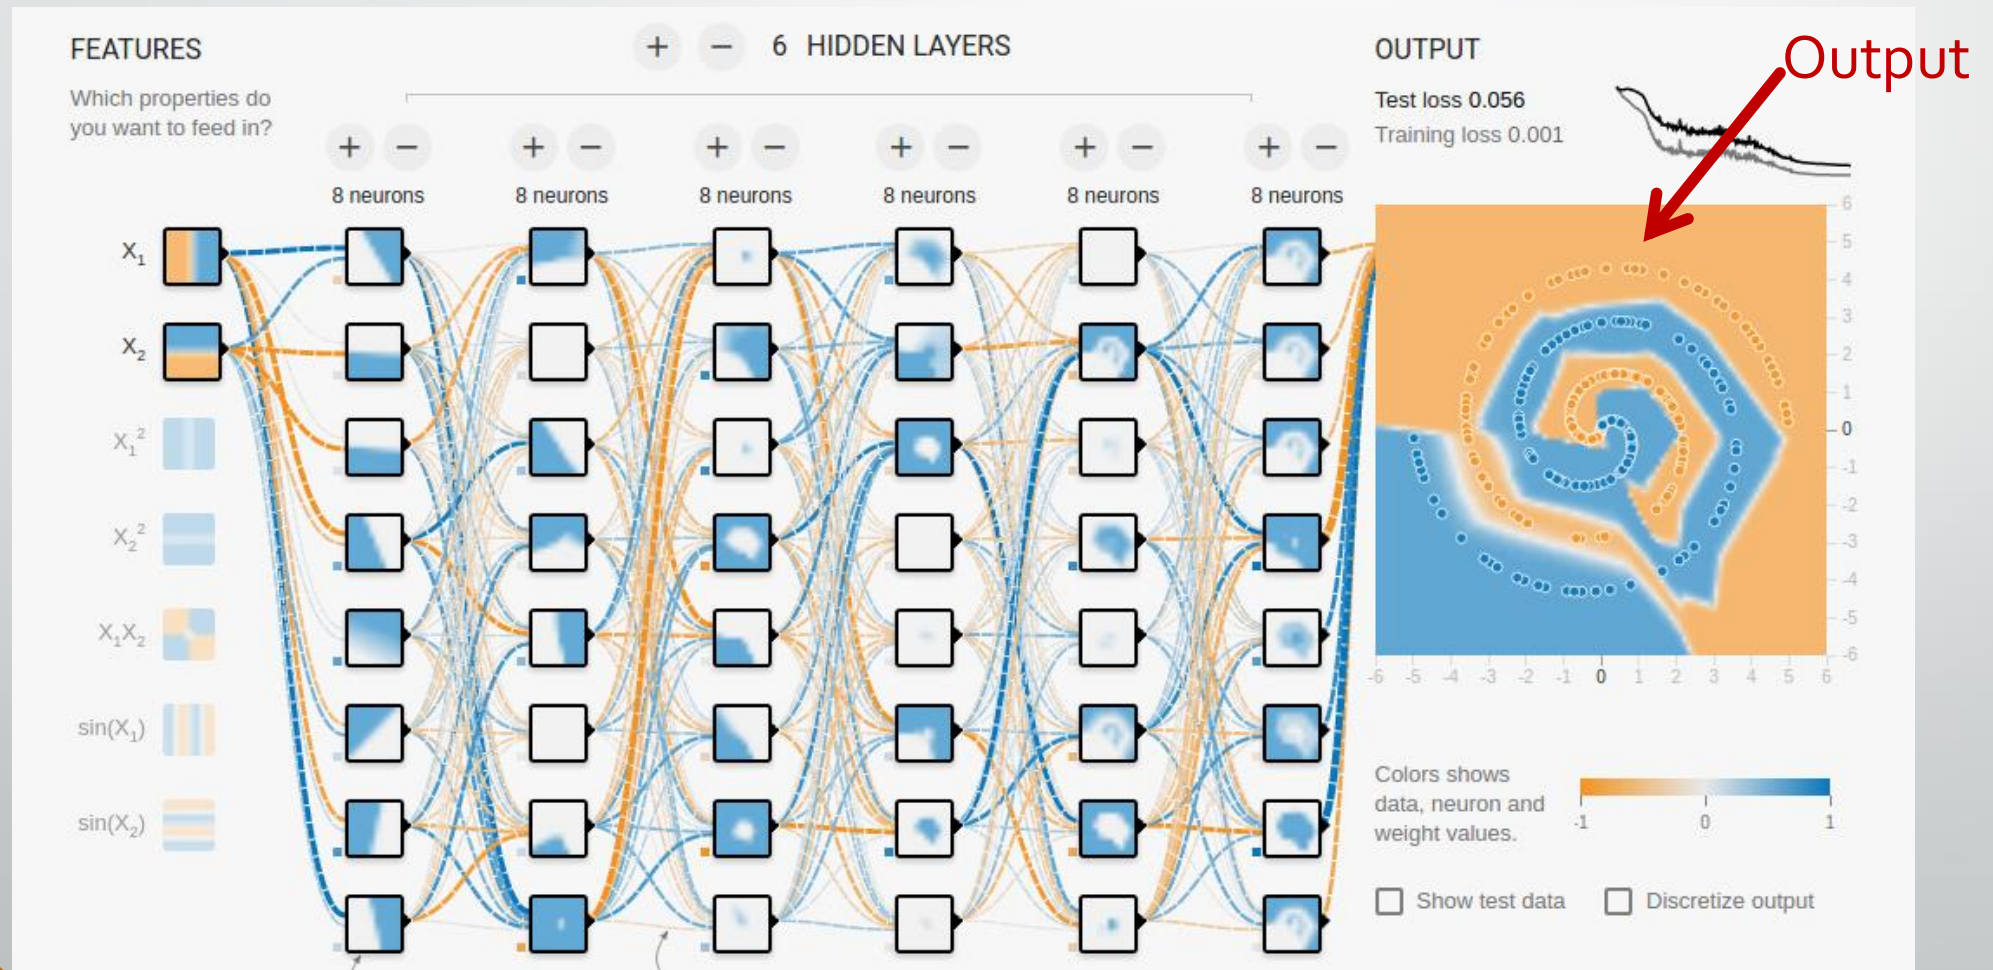 FEATURES
Which properties do
you want to feed in?
+ − 6 HIDDEN LAYERS
+ − + − + − + − + − + −
8 neurons 8 neurons 8 neurons 8 neurons 8 neurons 8 neurons
X₁
X₂
X₁²
X₂²
X₁X₂
sin(X₁)
sin(X₂)
OUTPUT
Output
Test loss 0.056
Training loss 0.001
6
5
4
3
2
1
0
-1
-2
-3
-4
-5
-6
-6 -5 -4 -3 -2 -1 0 1 2 3 4 5 6
Colors shows
data, neuron and
weight values.
-1 0 1
Show test data Discretize output